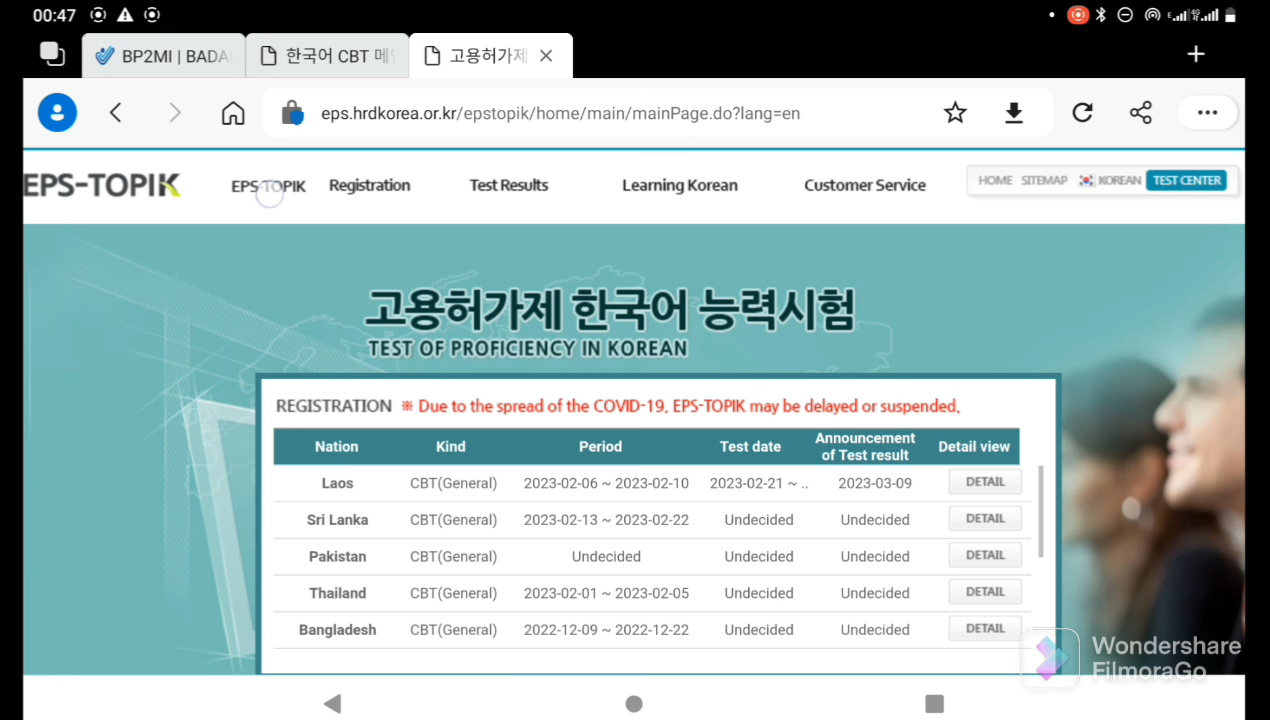 00:47
BP2MI | BADA
한국어 CBT 메인
고용허가제
eps.hrdkorea.or.kr/epstopik/home/main/mainPage.do?lang=en
EPS-TOPIK
EPS-TOPIK Registration Test Results Learning Korean Customer Service
HOME SITEMAP KOREAN TEST CENTER
고용허가제 한국어 능력시험
TEST OF PROFICIENCY IN KOREAN
REGISTRATION ※ Due to the spread of the COVID-19, EPS-TOPIK may be delayed or suspended.
Nation Kind Period Test date Announcement of Test result Detail view
Laos CBT(General) 2023-02-06 ~ 2023-02-10 2023-02-21 ~ .. 2023-03-09 DETAIL
Sri Lanka CBT(General) 2023-02-13 ~ 2023-02-22 Undecided Undecided DETAIL
Pakistan CBT(General) Undecided Undecided Undecided DETAIL
Thailand CBT(General) 2023-02-01 ~ 2023-02-05 Undecided Undecided DETAIL
Bangladesh CBT(General) 2022-12-09 ~ 2022-12-22 Undecided Undecided DETAIL
Wondershare
FilmoraGo